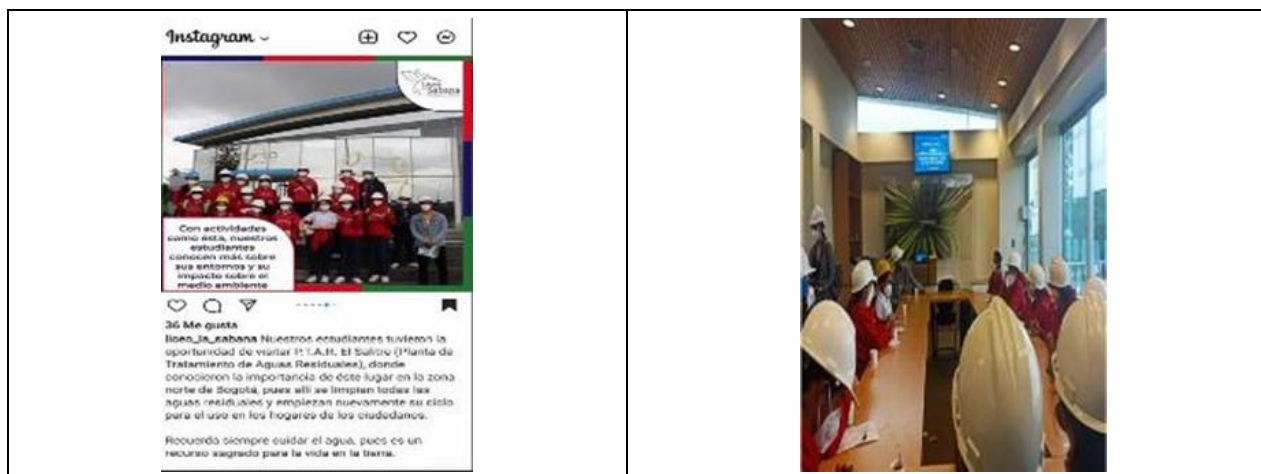 Instagram
Sabana
Con actividades
como ésta, nuestros
estudiantes
conocen más sobre
sus entornos y su
impacto sobre el
medio ambiente
36 Me gusta
liceo_la_sabana Nuestros estudiantes tuvieron la
oportunidad de visitar P.T.A.R. El Salitre (Planta de
Tratamiento de Aguas Residuales), donde
conocieron la importancia de éste lugar en la zona
norte de Bogotá, pues allí se limpian todas las
aguas residuales y empiezan nuevamente su ciclo
para el uso en los hogares de los ciudadanos.
Recuerda siempre cuidar el agua, pues es un
recurso sagrado para la vida en la tierra.